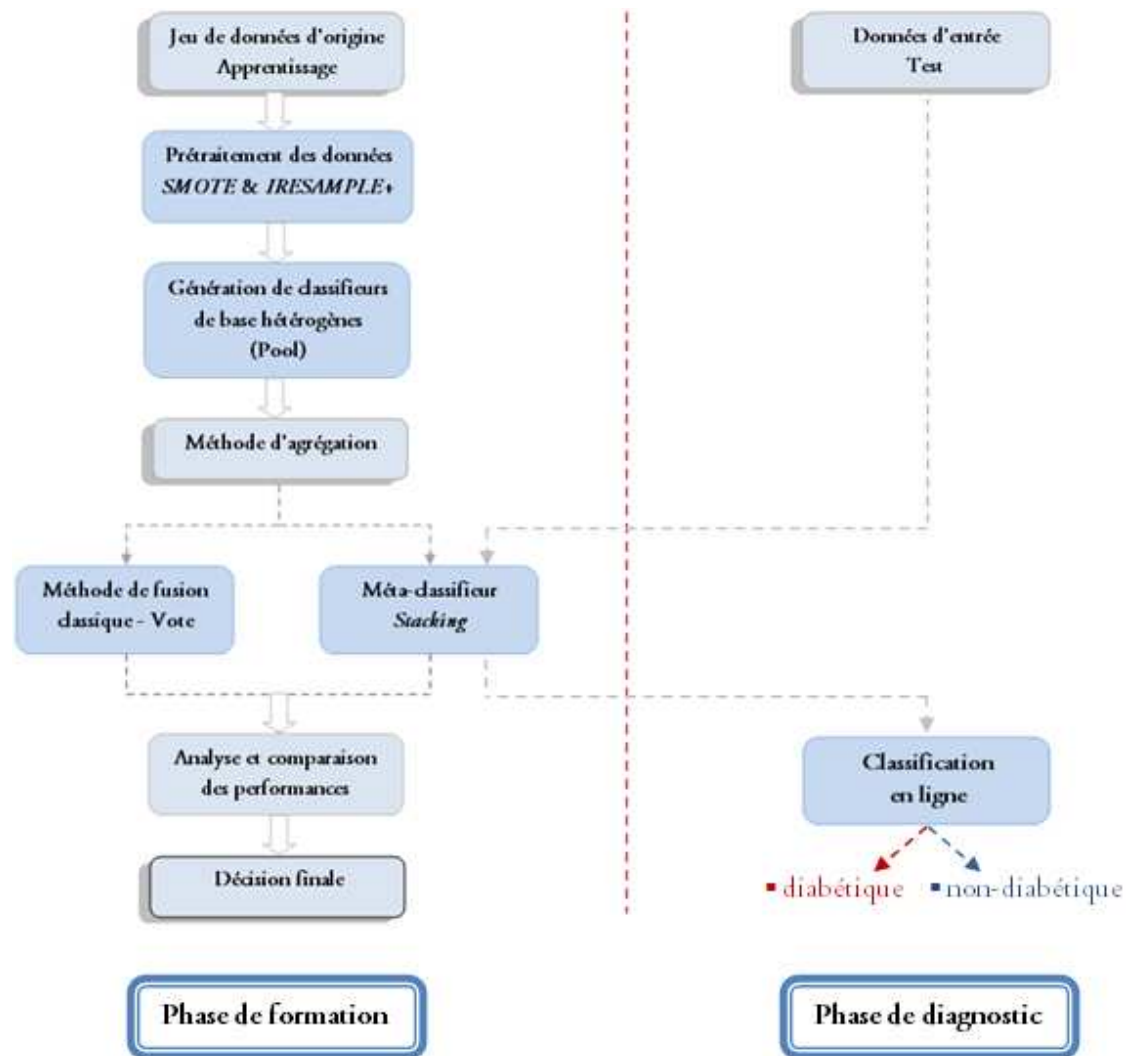 Jeu de données d'origine
Apprentissage
Données d'entrée
Test
Prétraitement des données
SMOTE & IRESAMPLE+
Génération de classifieurs
de base hétérogènes
(Pool)
Méthode d'agrégation
Méthode de fusion
classique - Vote
Méta-classifieur
Stacking
Analyse et comparaison
des performances
Classification
en ligne
Décision finale
▪ diabétique
▪ non-diabétique
Phase de formation
Phase de diagnostic